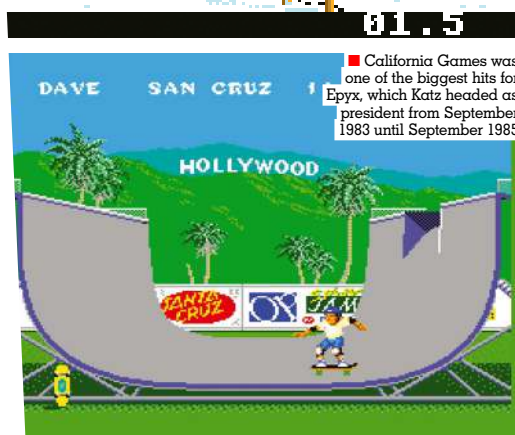 01.5
■ California Games was
one of the biggest hits for
Epyx, which Katz headed as
president from September
1983 until September 1985
DAVE SAN CRUZ
HOLLYWOOD
SANTA
CRUZ
JAM